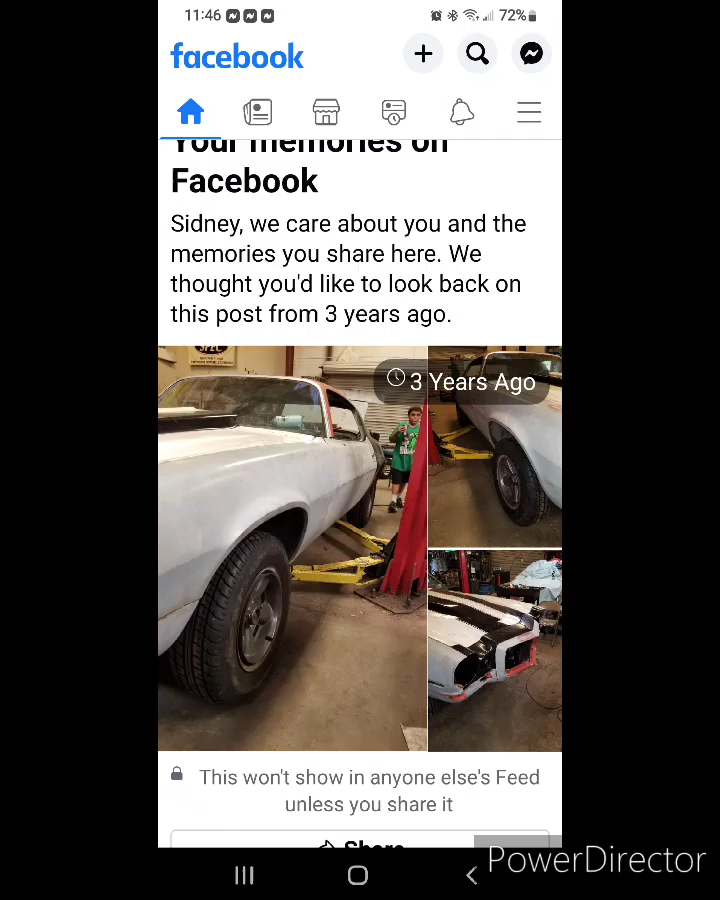 11:46
72%
facebook
Your memories on
Facebook
Sidney, we care about you and the
memories you share here. We
thought you'd like to look back on
this post from 3 years ago.
SPEC
3 Years Ago
This won't show in anyone else's Feed
unless you share it
Share
PowerDirector